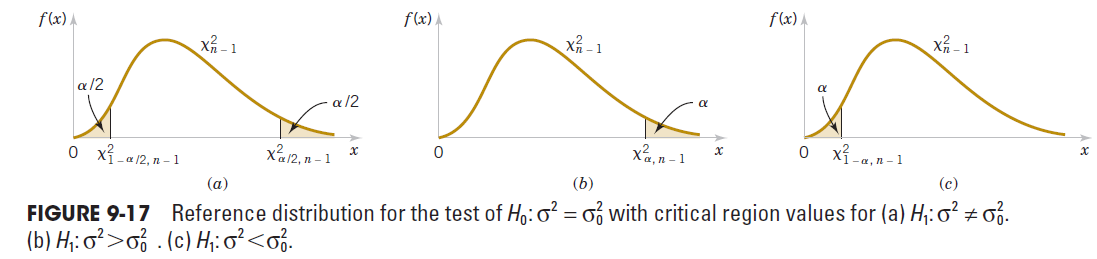 f(x) f(x) f(x)
χ²ₙ₋₁ χ²ₙ₋₁ χ²ₙ₋₁
α/2 α/2 α α
0 χ²₁₋α/2, n − 1 χ²α/2, n − 1 x 0 χ²α, n − 1 x 0 χ²₁₋α, n − 1 x
(a) (b) (c)
FIGURE 9-17 Reference distribution for the test of H₀: σ² = σ₀² with critical region values for (a) H₁: σ² ≠ σ₀².
(b) H₁: σ² > σ₀² . (c) H₁: σ² < σ₀².